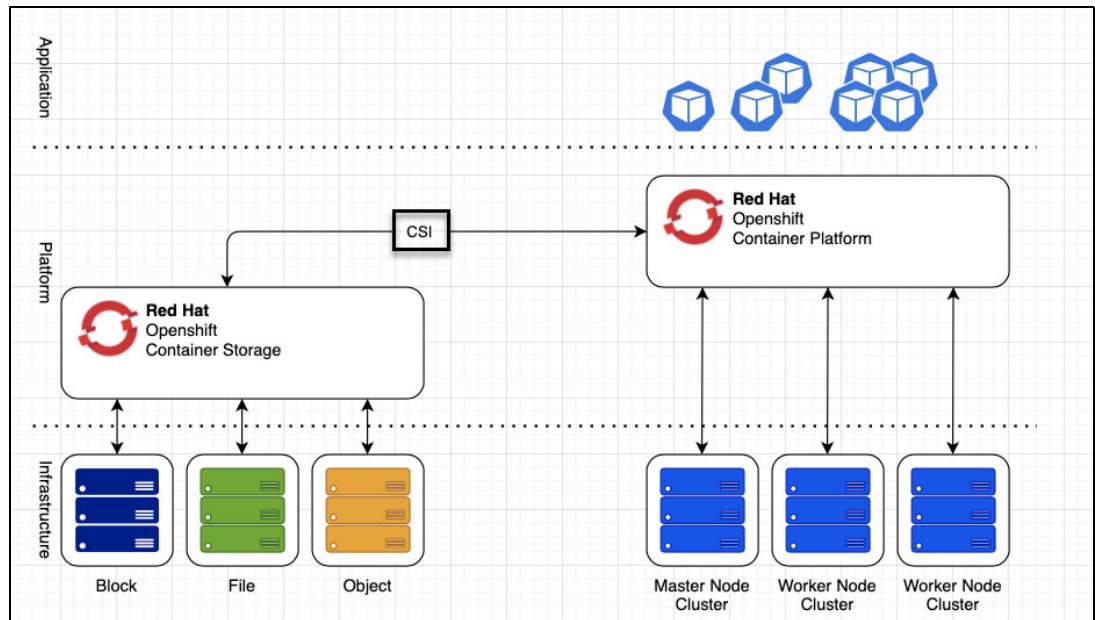 Application
Red Hat
Openshift
Container Platform
CSI
Platform
Red Hat
Openshift
Container Storage
Infrastructure
Block
File
Object
Master Node
Cluster
Worker Node
Cluster
Worker Node
Cluster